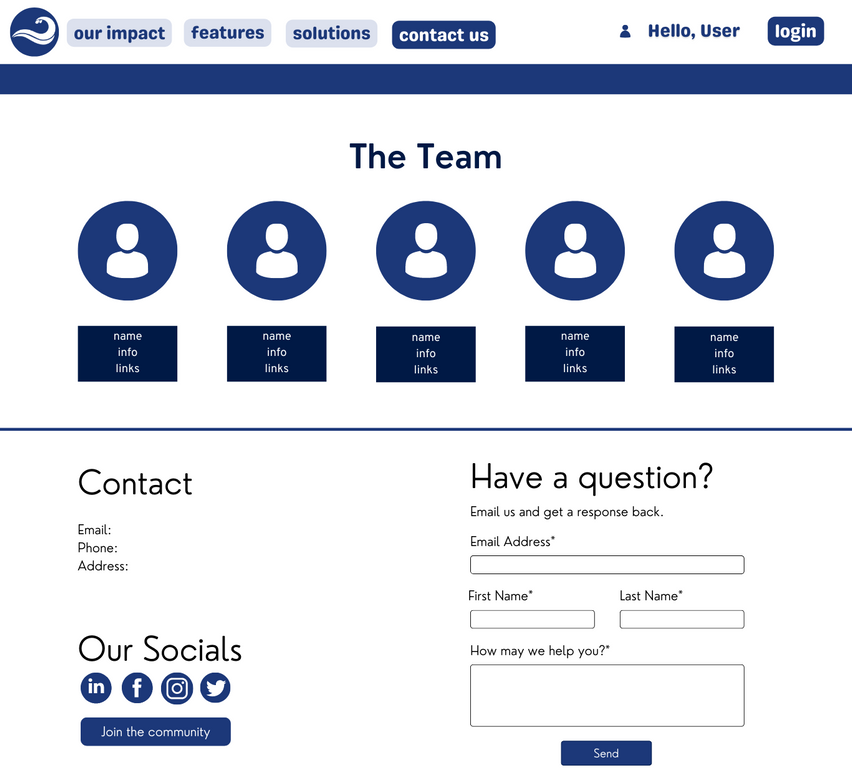 our impact
features
solutions
contact us
Hello, User
login
The Team
name
info
links
name
info
links
name
info
links
name
info
links
name
info
links
Contact
Email:
Phone:
Address:
Our Socials
in
f
Join the community
Have a question?
Email us and get a response back.
Email Address*
First Name*
Last Name*
How may we help you?*
Send